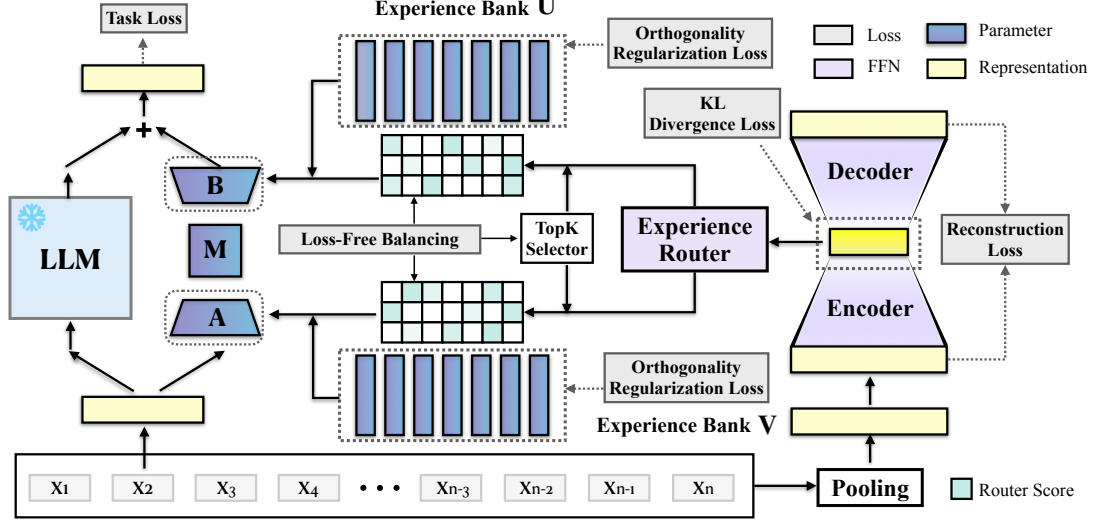 Experience Bank U
Task Loss
Orthogonality
Regularization Loss
Loss
Parameter
FFN
Representation
KL
Divergence Loss
+
B
Decoder
LLM
M
Loss-Free Balancing
TopK
Selector
Experience
Router
Reconstruction
Loss
A
Encoder
Orthogonality
Regularization Loss
Experience Bank V
X1 X2 X3 X4 • • • Xn-3 Xn-2 Xn-1 Xn
Pooling
Router Score